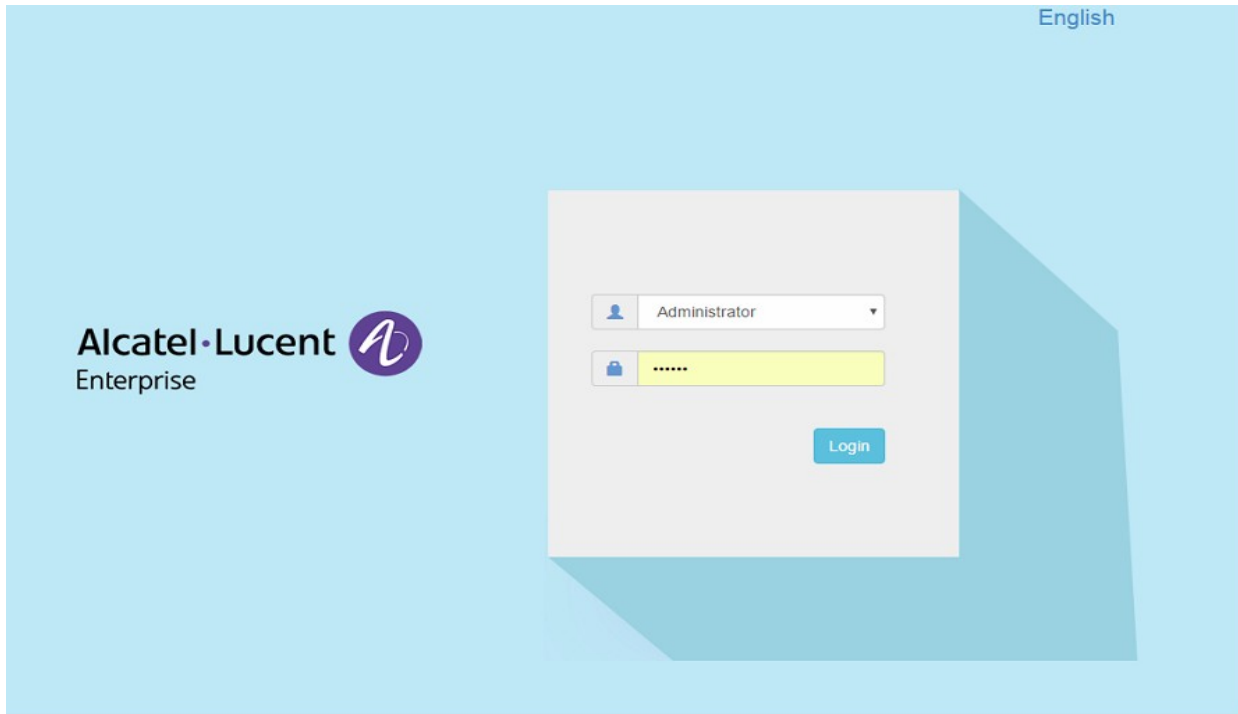 English
Alcatel·Lucent
Enterprise
Administrator
••••••
Login